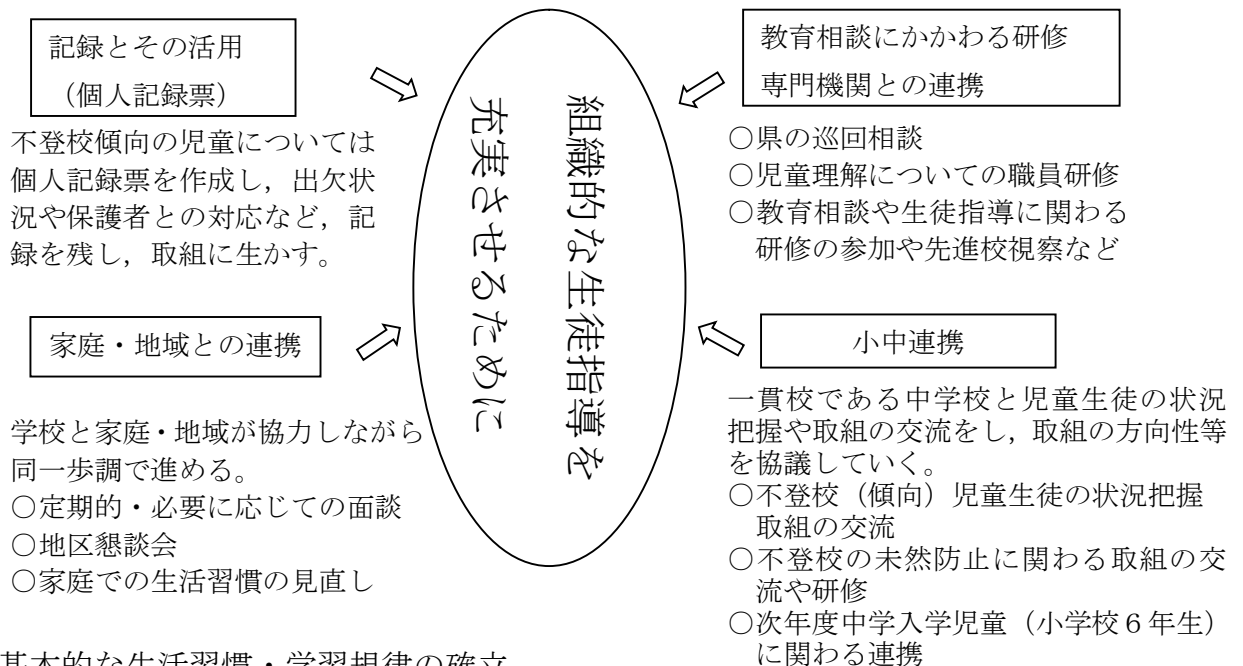 記録とその活用
（個人記録票）
不登校傾向の児童については
個人記録票を作成し，出欠状
況や保護者との対応など，記
録を残し，取組に生かす。
家庭・地域との連携
学校と家庭・地域が協力しながら
同一歩調で進める。
○定期的・必要に応じての面談
○地区懇談会
○家庭での生活習慣の見直し
組織的な生徒指導を
充実させるために
教育相談にかかわる研修
専門機関との連携
○県の巡回相談
○児童理解についての職員研修
○教育相談や生徒指導に関わる
研修の参加や先進校視察など
小中連携
一貫校である中学校と児童生徒の状況
把握や取組の交流をし，取組の方向性等
を協議していく。
○不登校（傾向）児童生徒の状況把握
取組の交流
○不登校の未然防止に関わる取組の交
流や研修
○次年度中学入学児童（小学校６年生）
に関わる連携
基本的な生活習慣・学習規律の確立